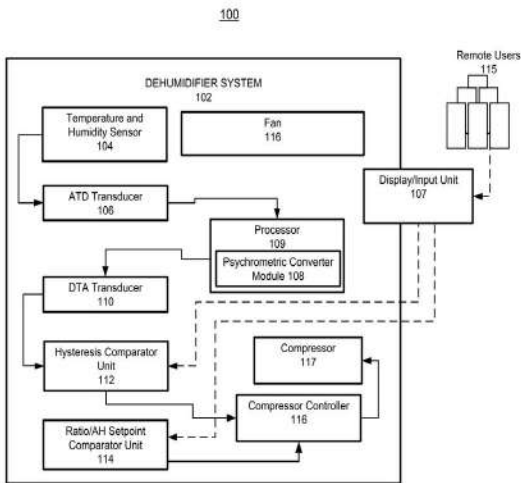 100
Remote Users
115
DEHUMIDIFIER SYSTEM
102
Temperature and
Humidity Sensor
104
Fan
116
Display/Input Unit
107
ATD Transducer
106
Processor
109
Psychrometric Converter
Module 108
DTA Transducer
110
Hysteresis Comparator
Unit
112
Compressor
117
Compressor Controller
116
Ratio/AH Setpoint
Comparator Unit
114